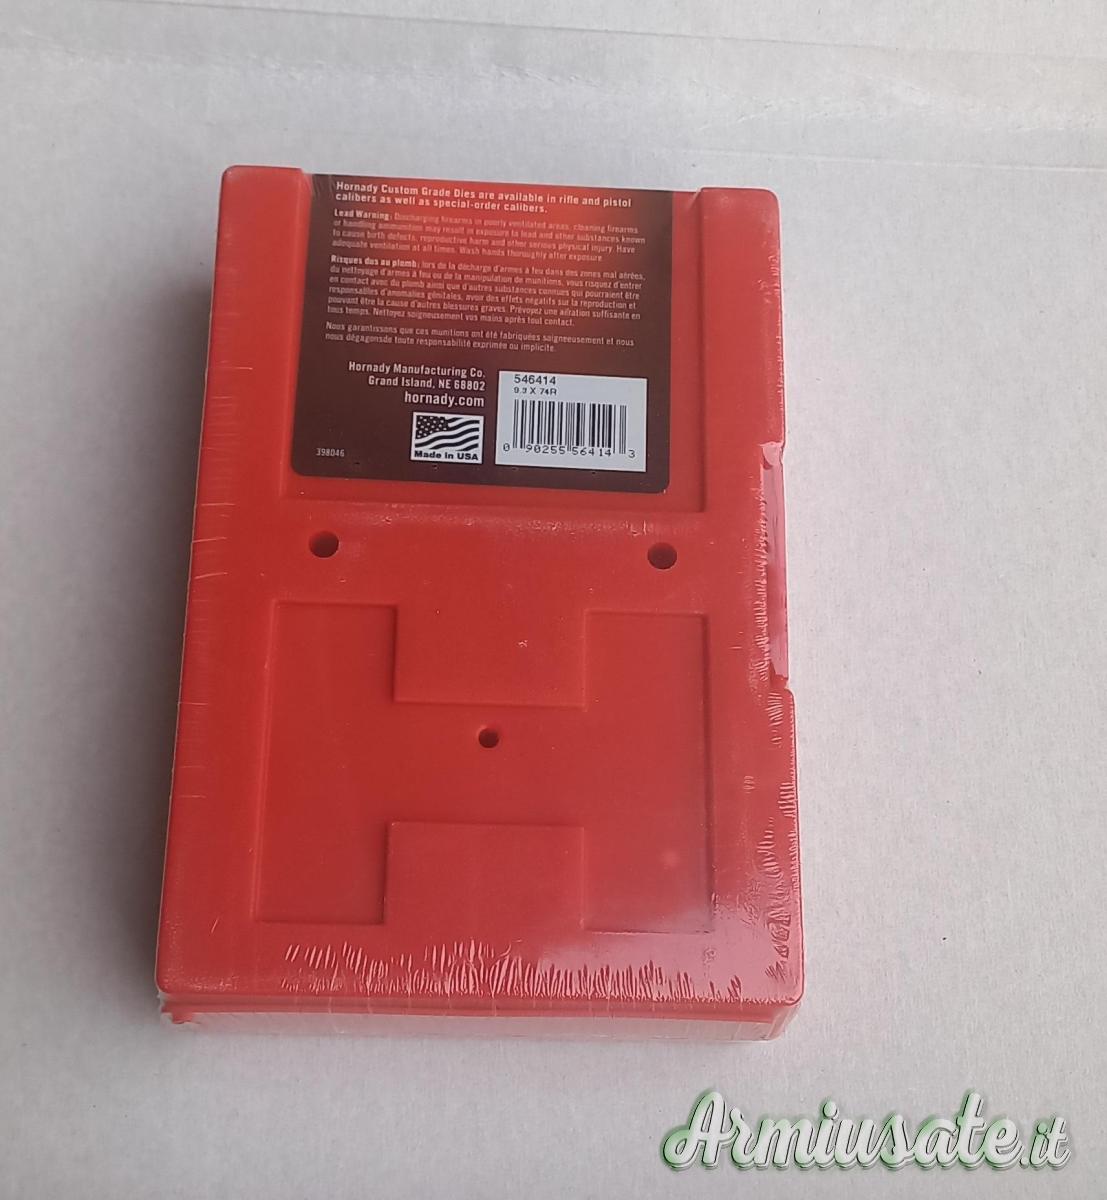 Hornady Custom Grade Dies are available in rifle and pistol
calibers as well as special-order calibers.
Lead Warning: Discharging firearms in poorly ventilated areas, cleaning firearms
or handling ammunition may result in exposure to lead and other substances known
to cause birth defects, reproductive harm and other serious physical injury. Have
adequate ventilation at all times. Wash hands thoroughly after exposure.
Risques dus au plomb: lors de la décharge d'armes à feu dans des zones mal aérées,
du nettoyage d'armes à feu ou de la manipulation de munitions, vous risquez d'entrer
en contact avec du plomb ainsi que d'autres substances connues qui pourraient être
responsables d'anomalies génitales, avoir des effets négatifs sur la reproduction et
pouvant être la cause d'autres blessures graves. Prévoyez une aération suffisante en
tous temps. Nettoyez soigneusement vos mains après tout contact.
Nous garantissons que ces munitions ont été fabriquées soigneusement et nous
nous dégagonsde toute responsabilité exprimée ou implicite.
Hornady Manufacturing Co.
Grand Island, NE 68802
hornady.com
Made in USA
398046
546414
9.3 X 74R
0 90255 56414 3
Armiusate.it